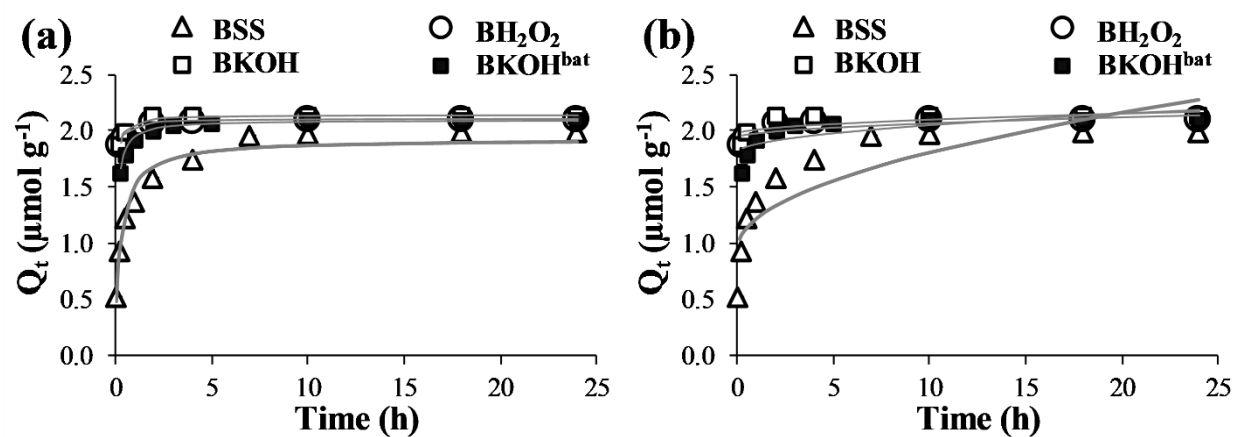 (a) BSS BH₂O₂
BKOH BKOHᵇᵃᵗ
2.5
2.0
1.5
1.0
0.5
0.0
Qₜ (μmol g⁻¹)
0 5 10 15 20 25
Time (h)
(b) BSS BH₂O₂
BKOH BKOHᵇᵃᵗ
2.5
2.0
1.5
1.0
0.5
0.0
Qₜ (μmol g⁻¹)
0 5 10 15 20 25
Time (h)